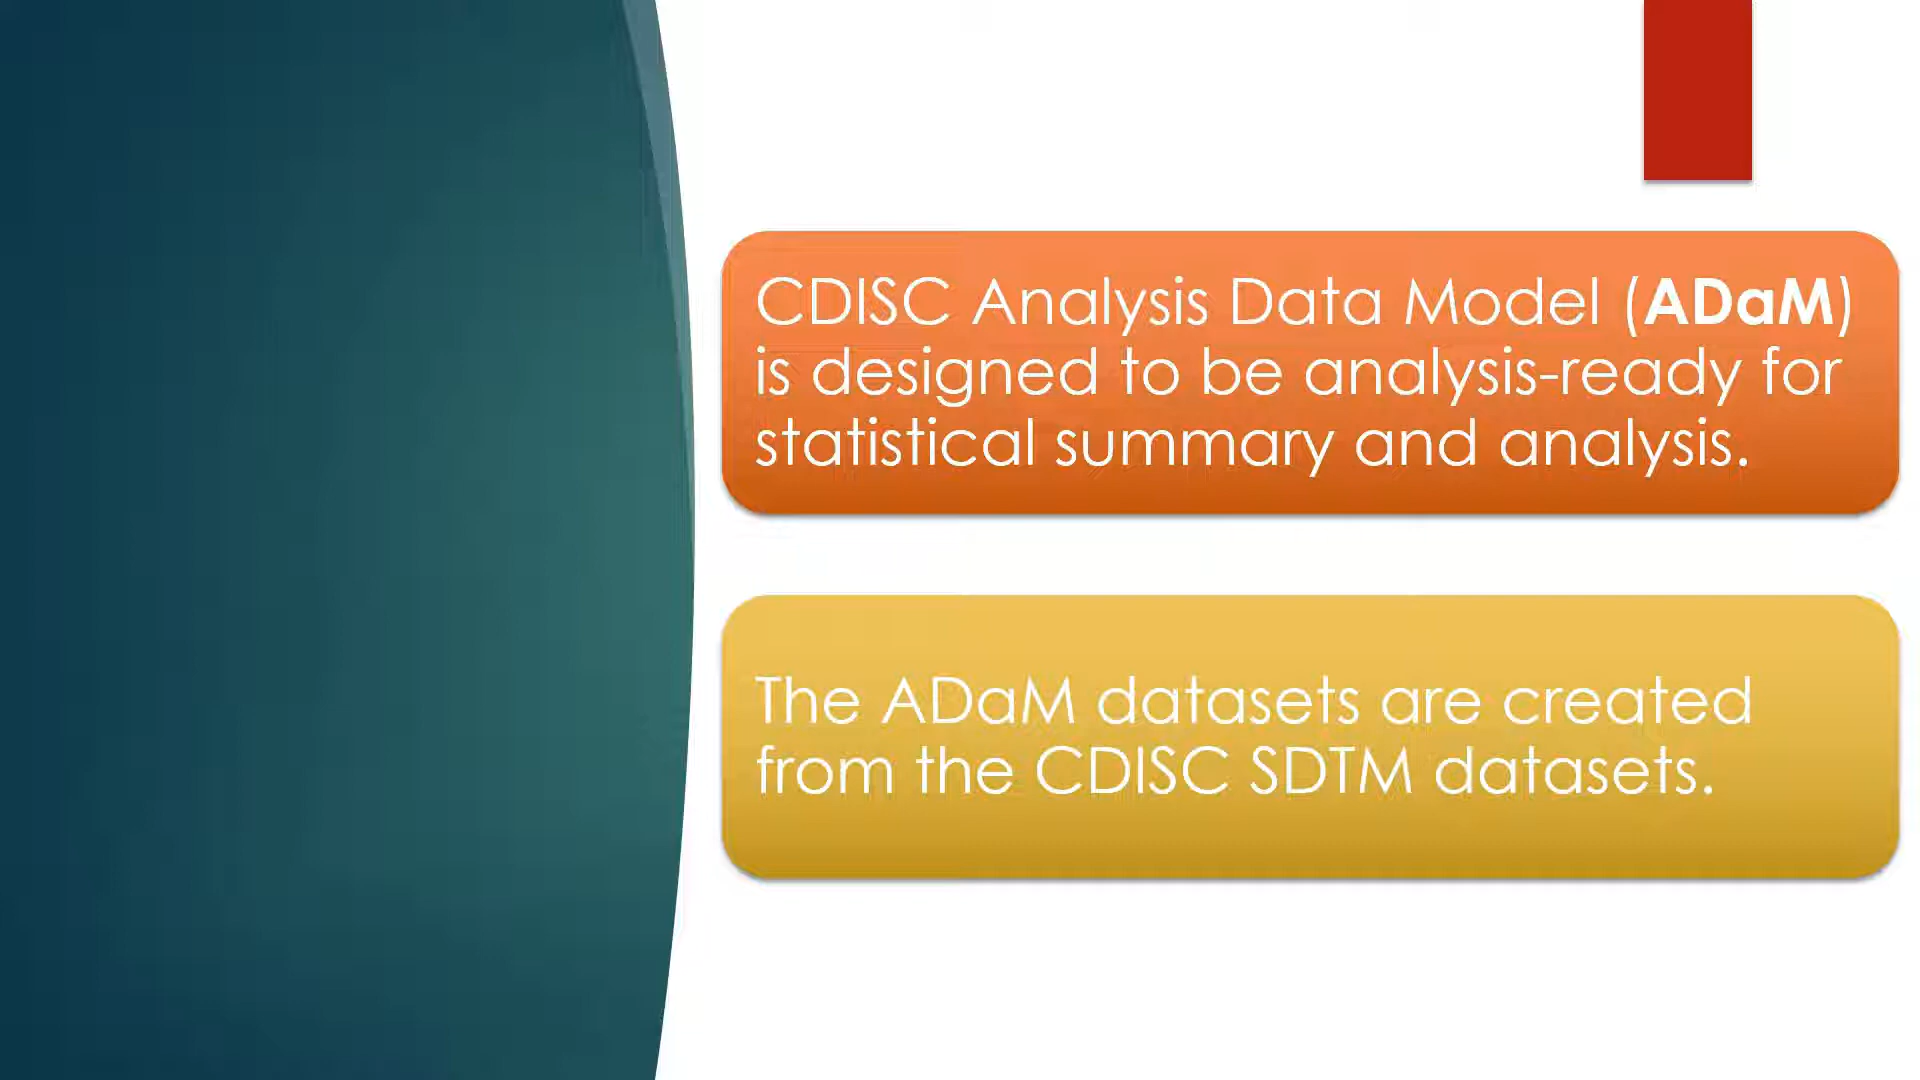 CDISC Analysis Data Model (ADaM)
is designed to be analysis-ready for
statistical summary and analysis.
The ADaM datasets are created
from the CDISC SDTM datasets.